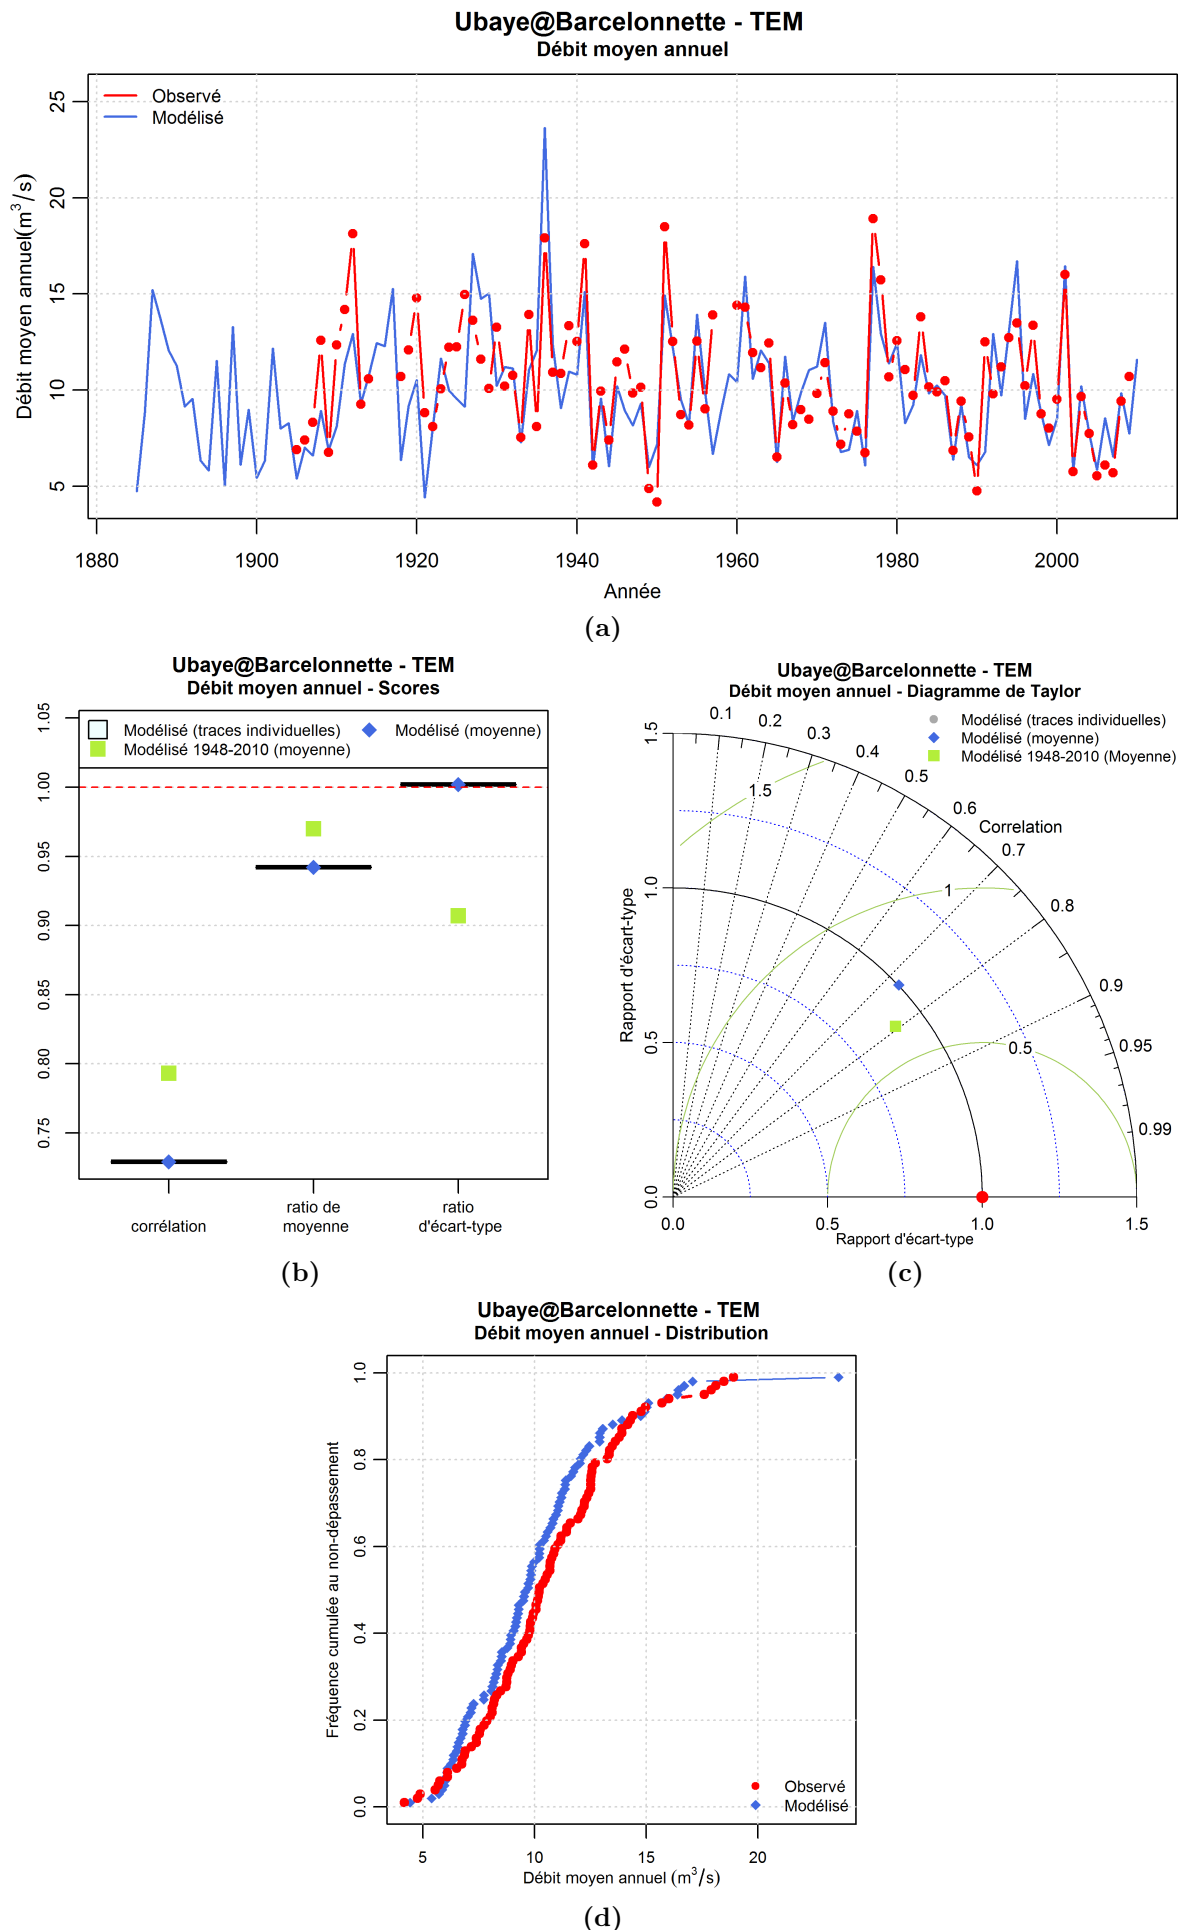 Ubaye@Barcelonnette - TEM
Débit moyen annuel
Observé
Modélisé
Débit moyen annuel(m³/s)
25
20
15
10
5
1880 1900 1920 1940 1960 1980 2000
Année
(a)
Ubaye@Barcelonnette - TEM
Débit moyen annuel - Scores
Modélisé (traces individuelles) Modélisé (moyenne)
Modélisé 1948-2010 (moyenne)
1.05
1.00
0.95
0.90
0.85
0.80
0.75
corrélation
ratio de
moyenne
ratio
d'écart-type
(b)
Ubaye@Barcelonnette - TEM
Débit moyen annuel - Diagramme de Taylor
Modélisé (traces individuelles)
Modélisé (moyenne)
Modélisé 1948-2010 (Moyenne)
0.1 0.2 0.3 0.4 0.5 0.6 0.7 0.8 0.9 0.95 0.99
Correlation
1.5
1
0.5
Rapport d'écart-type
1.5
1.0
0.5
0.0
0.0 0.5 1.0 1.5
Rapport d'écart-type
(c)
Ubaye@Barcelonnette - TEM
Débit moyen annuel - Distribution
Fréquence cumulée au non-dépassement
1.0
0.8
0.6
0.4
0.2
0.0
Observé
Modélisé
5 10 15 20
Débit moyen annuel (m³/s)
(d)